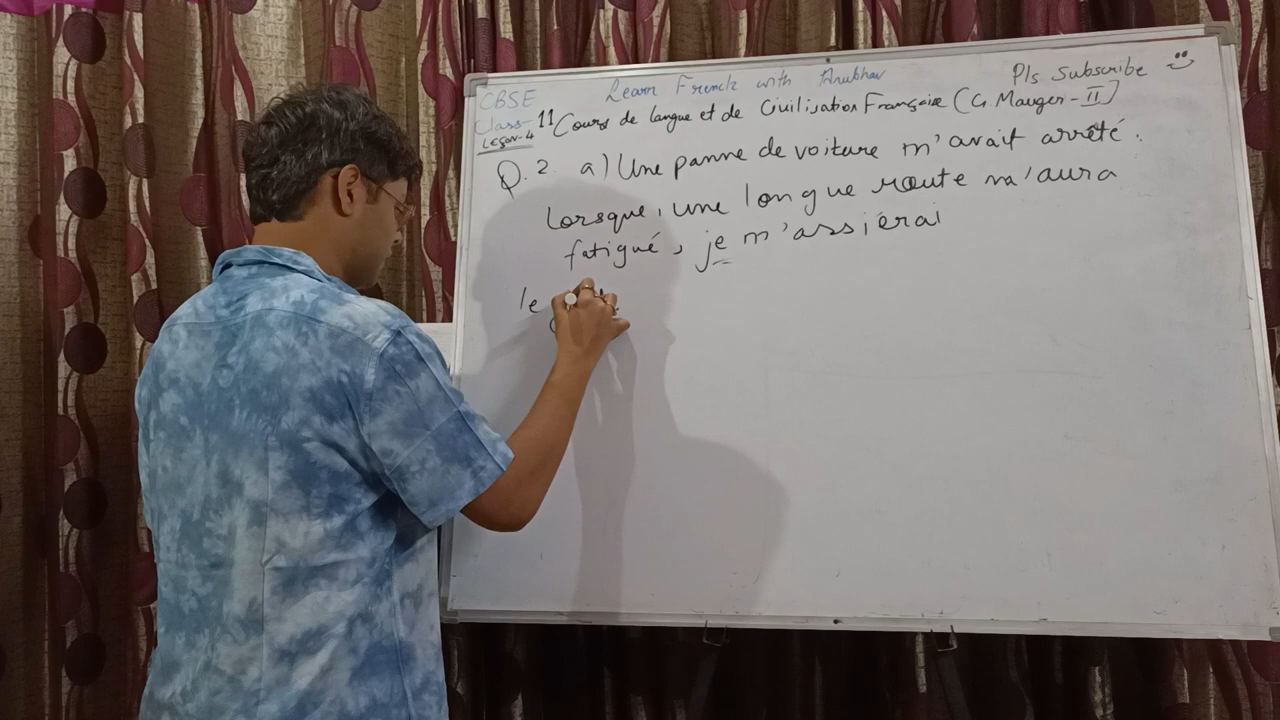 CBSE
Learn French with Anubhav
Pls Subscribe
Class-11 Cours de langue et de Civilisation Française (G Mauger-II)
Leçon-4
Q.2. a) Une panne de voiture m'avait arrêté.
Lorsque, une longue route m'aura
fatigué, je m'assiérai
le